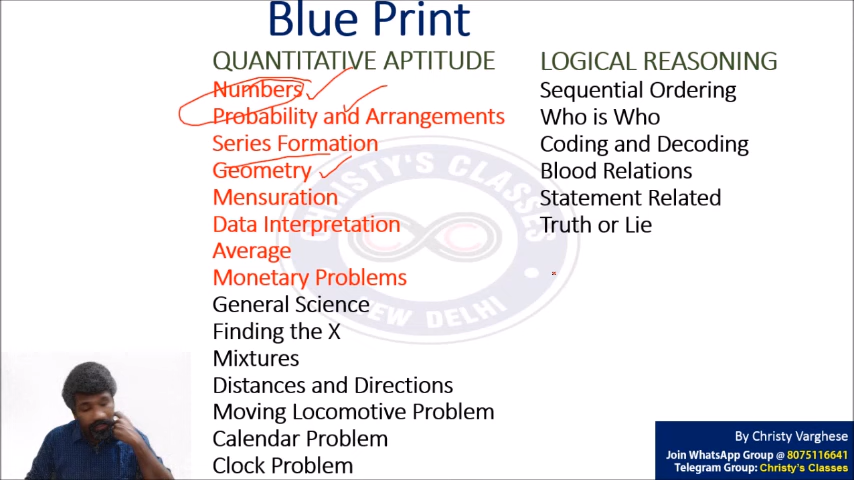 Blue Print
QUANTITATIVE APTITUDE
Numbers
Probability and Arrangements
Series Formation
Geometry
Mensuration
Data Interpretation
Average
Monetary Problems
General Science
Finding the X
Mixtures
Distances and Directions
Moving Locomotive Problem
Calendar Problem
Clock Problem
LOGICAL REASONING
Sequential Ordering
Who is Who
Coding and Decoding
Blood Relations
Statement Related
Truth or Lie
CHRISTY'S CLASSES
NEW DELHI
By Christy Varghese
Join WhatsApp Group @ 8075116641
Telegram Group: Christy's Classes